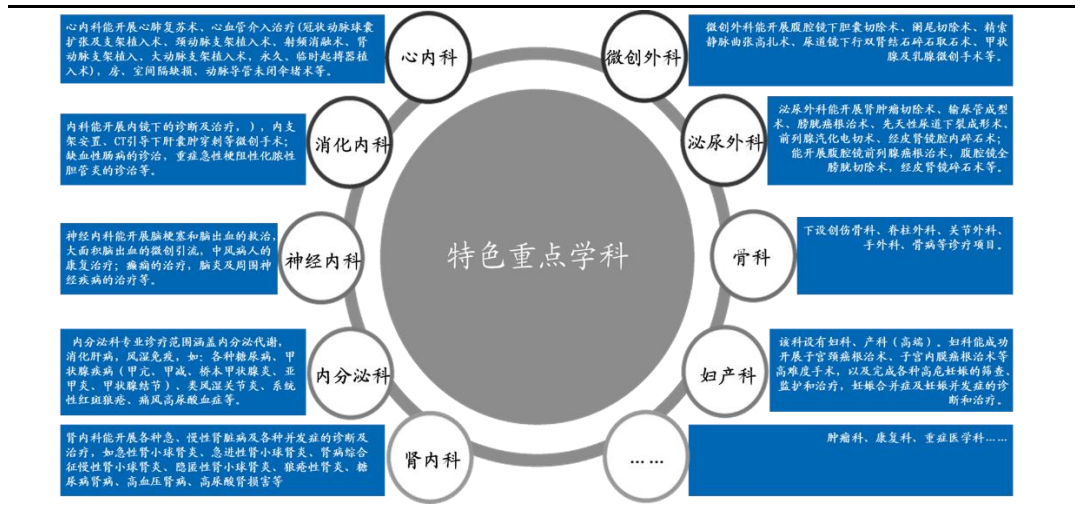 心内科能开展心肺复苏术、心血管介入治疗(冠状动脉球囊
扩张及支架植入术、颈动脉支架植入术、射频消融术、肾
动脉支架植入、大动脉支架植入术,永久、临时起搏器植
入术),房、室间隔缺损、动脉导管未闭伞堵术等。
心内科
内科能开展内镜下的诊断及治疗,),内支
架安置、CT引导下肝囊肿穿刺等微创手术;
缺血性肠病的诊治,重症急性梗阻性化脓性
胆管炎的诊治等。
消化内科
神经内科能开展脑梗塞和脑出血的救治,
大面积脑出血的微创引流,中风病人的
康复治疗;癫痫的治疗,脑炎及周围神
经疾病的治疗等。
神经内科
内分泌科专业诊疗范围涵盖内分泌代谢,
消化肝病,风湿免疫,如:各种糖尿病、甲
状腺疾病(甲亢、甲减、桥本甲状腺炎、亚
甲炎、甲状腺结节)、类风湿关节炎、系统
性红斑狼疮、痛风高尿酸血症等。
内分泌科
肾内科能开展各种急、慢性肾脏病及各种并发症的诊断及
治疗,如急性肾小球肾炎、急进性肾小球肾炎、肾病综合
征慢性肾小球肾炎、隐匿性肾小球肾炎、狼疮性肾炎、糖
尿病肾病、高血压肾病、高尿酸肾损害等
肾内科
特色重点学科
微创外科
微创外科能开展腹腔镜下胆囊切除术、阑尾切除术、精索
静脉曲张高扎术、尿道镜下行双肾结石碎石取石术、甲状
腺及乳腺微创手术等。
泌尿外科
泌尿外科能开展肾肿瘤切除术、输尿管成型
术、膀胱癌根治术、先天性尿道下裂成形术、
前列腺汽化电切术、经皮肾镜腔内碎石术;
能开展腹腔镜前列腺癌根治术,腹腔镜全
膀胱切除术,经皮肾镜碎石术等。
骨科
下设创伤骨科、脊柱外科、关节外科、
手外科、骨病等诊疗项目。
妇产科
该科设有妇科、产科(高端)。妇科能成功
开展子宫颈癌根治术、子宫内膜癌根治术等
高难度手术,以及完成各种高危妊娠的筛查、
监护和治疗,妊娠合并症及妊娠并发症的诊
断和治疗。
……
肿瘤科、康复科、重症医学科……